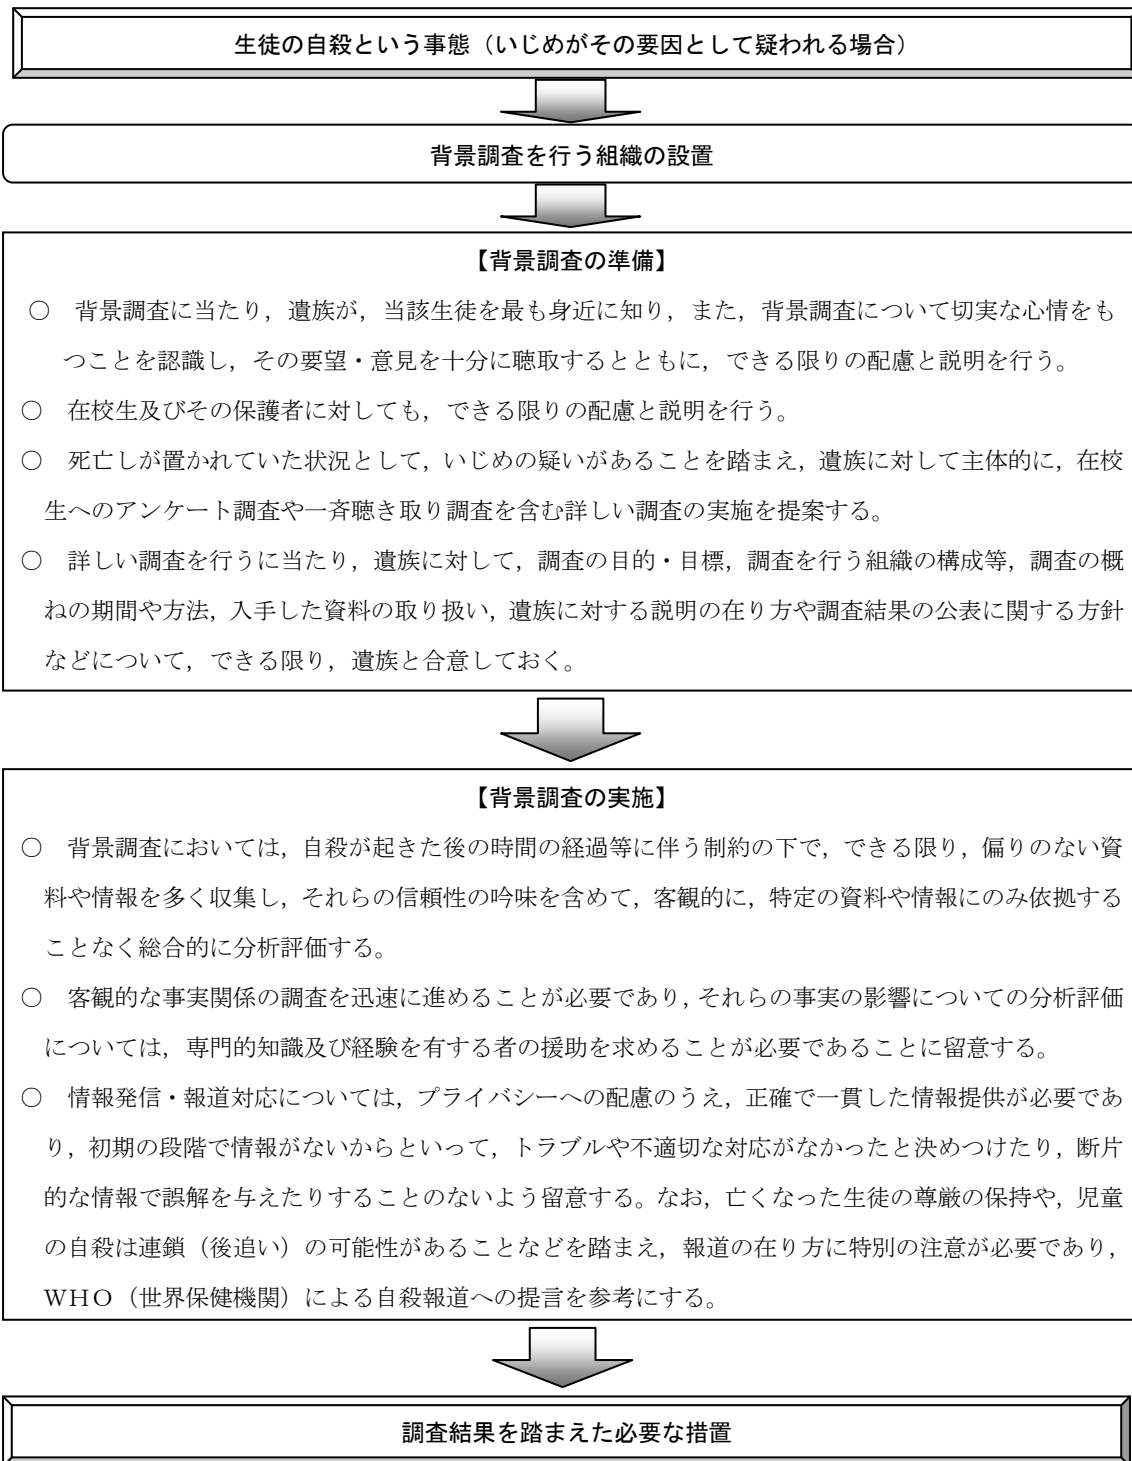 生徒の自殺という事態（いじめがその要因として疑われる場合）
背景調査を行う組織の設置
【背景調査の準備】
○　背景調査に当たり，遺族が，当該生徒を最も身近に知り，また，背景調査について切実な心情をも
つことを認識し，その要望・意見を十分に聴取するとともに，できる限りの配慮と説明を行う。
○　在校生及びその保護者に対しても，できる限りの配慮と説明を行う。
○　死亡しが置かれていた状況として，いじめの疑いがあることを踏まえ，遺族に対して主体的に，在校
生へのアンケート調査や一斉聴き取り調査を含む詳しい調査の実施を提案する。
○　詳しい調査を行うに当たり，遺族に対して，調査の目的・目標，調査を行う組織の構成等，調査の概
ねの期間や方法，入手した資料の取り扱い，遺族に対する説明の在り方や調査結果の公表に関する方針
などについて，できる限り，遺族と合意しておく。
【背景調査の実施】
○　背景調査においては，自殺が起きた後の時間の経過等に伴う制約の下で，できる限り，偏りのない資
料や情報を多く収集し，それらの信頼性の吟味を含めて，客観的に，特定の資料や情報にのみ依拠する
ことなく総合的に分析評価する。
○　客観的な事実関係の調査を迅速に進めることが必要であり，それらの事実の影響についての分析評価
については，専門的知識及び経験を有する者の援助を求めることが必要であることに留意する。
○　情報発信・報道対応については，プライバシーへの配慮のうえ，正確で一貫した情報提供が必要であ
り，初期の段階で情報がないからといって，トラブルや不適切な対応がなかったと決めつけたり，断片
的な情報で誤解を与えたりすることのないよう留意する。なお，亡くなった生徒の尊厳の保持や，児童
の自殺は連鎖（後追い）の可能性があることなどを踏まえ，報道の在り方に特別の注意が必要であり，
ＷＨＯ（世界保健機関）による自殺報道への提言を参考にする。
調査結果を踏まえた必要な措置